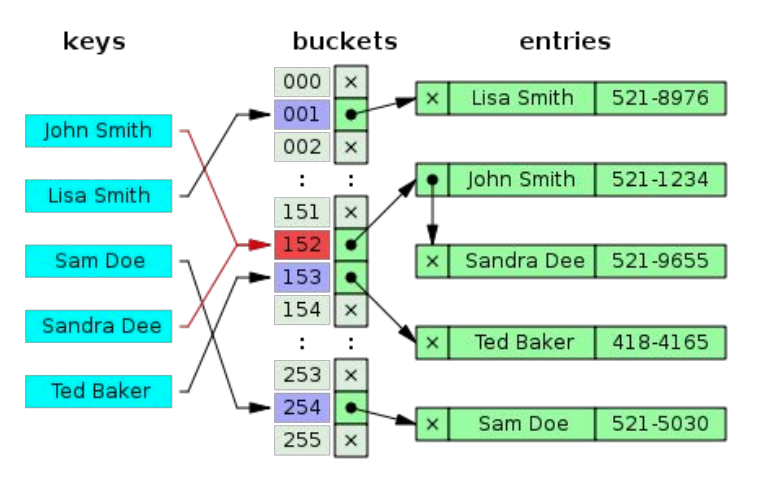 keys buckets entries
000 ×
001 × Lisa Smith 521-8976
John Smith
002 ×
: :
× John Smith 521-1234
Lisa Smith
151 ×
152
Sam Doe × Sandra Dee 521-9655
153
154 ×
Sandra Dee
: : × Ted Baker 418-4165
253 ×
Ted Baker
254
× Sam Doe 521-5030
255 ×